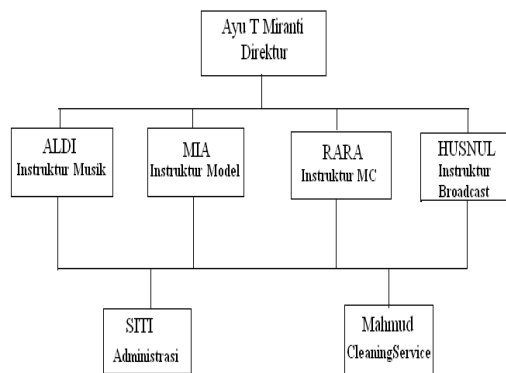 Ayu T Miranti
Direktur
ALDI
Instruktur Musik
MIA
Instruktur Model
RARA
Instruktur MC
HUSNUL
Instruktur
Broadcast
SITI
Administrasi
Mahmud
CleaningService